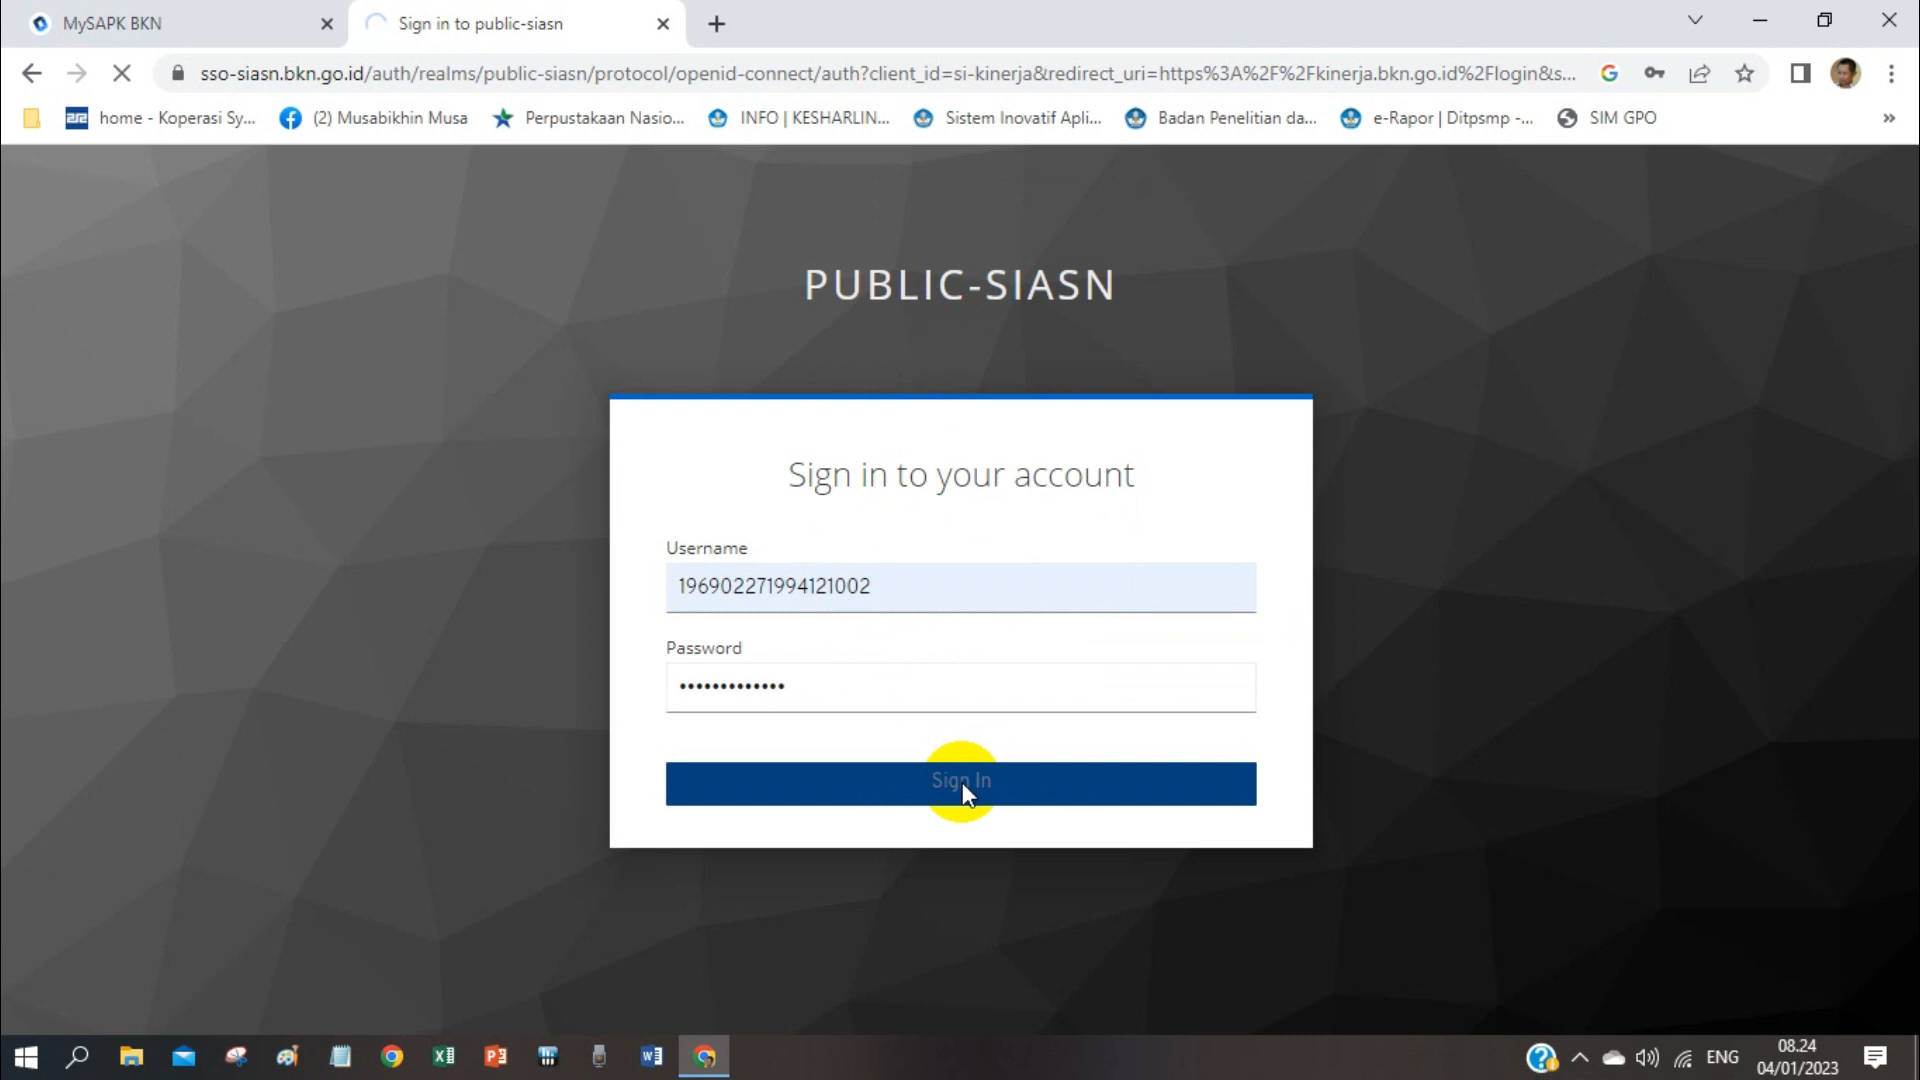 MySAPK BKN
Sign in to public-siasn
sso-siasn.bkn.go.id/auth/realms/public-siasn/protocol/openid-connect/auth?client_id=si-kinerja&redirect_uri=https%3A%2F%2Fkinerja.bkn.go.id%2Flogin&s...
home - Koperasi Sy... (2) Musabikhin Musa Perpustakaan Nasio... INFO | KESHARLIN... Sistem Inovatif Apli... Badan Penelitian da... e-Rapor | Ditpsmp -... SIM GPO
PUBLIC-SIASN
Sign in to your account
Username
196902271994121002
Password
Sign In
ENG
08.24
04/01/2023